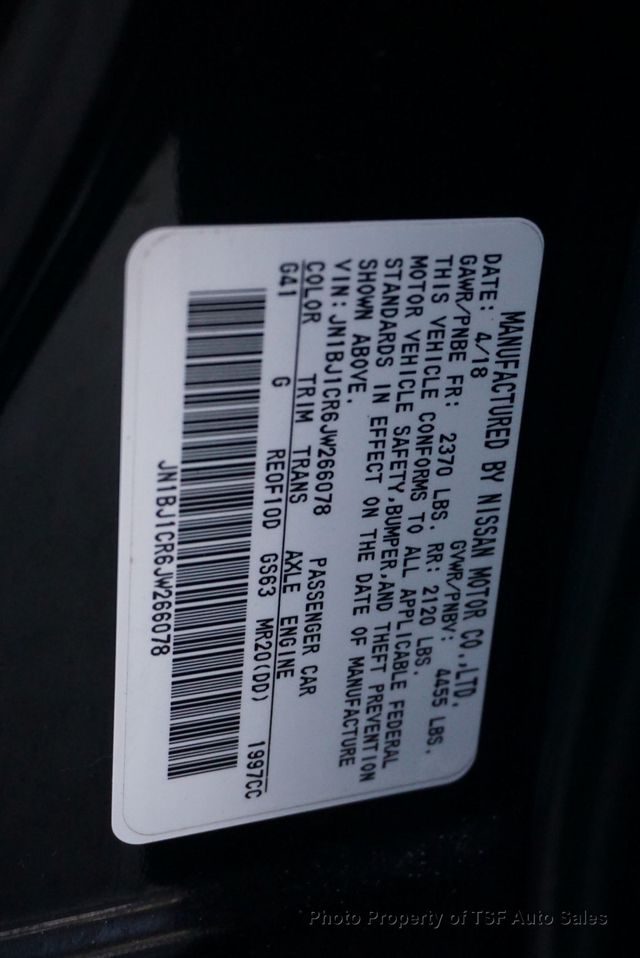 MANUFACTURED BY NISSAN MOTOR CO.,LTD.
DATE: 4/18 GVWR/PNBV: 4455 LBS.
GAWR/PNBE FR: 2370 LBS. RR: 2120 LBS.
THIS VEHICLE CONFORMS TO ALL APPLICABLE FEDERAL
MOTOR VEHICLE SAFETY,BUMPER,AND THEFT PREVENTION
STANDARDS IN EFFECT ON THE DATE OF MANUFACTURE
SHOWN ABOVE.
VIN:JN1BJ1CR6JW266078 PASSENGER CAR
COLOR TRIM TRANS AXLE ENGINE
G41 G RE0F10D GS63 MR20(DD) 1997CC
JN1BJ1CR6JW266078
Photo Property of TSF Auto Sales